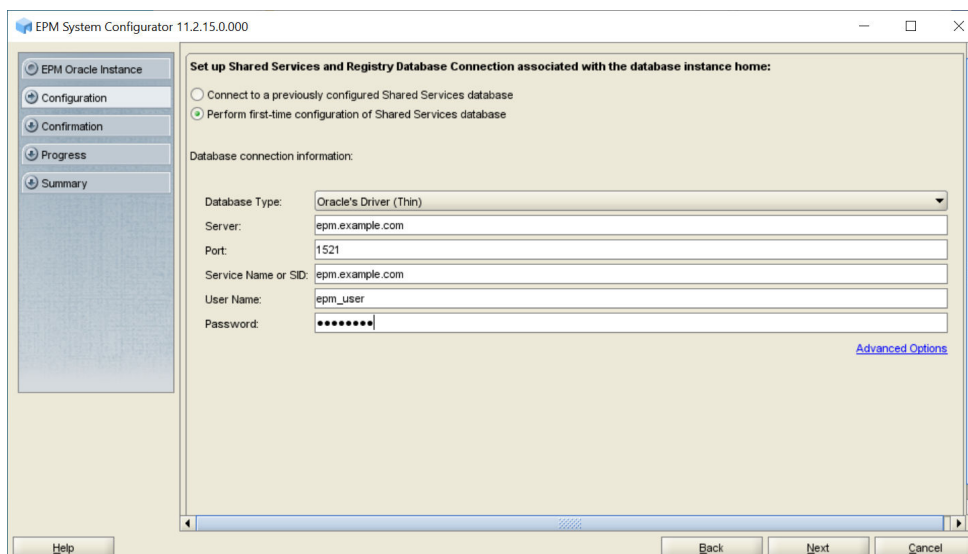 EPM System Configurator 11.2.15.0.000
EPM Oracle Instance
Configuration
Confirmation
Progress
Summary
Set up Shared Services and Registry Database Connection associated with the database instance home:
Connect to a previously configured Shared Services database
Perform first-time configuration of Shared Services database
Database connection information:
Database Type: Oracle's Driver (Thin)
Server: epm.example.com
Port: 1521
Service Name or SID: epm.example.com
User Name: epm_user
Password: ●●●●●●●●
Advanced Options
Help Back Next Cancel